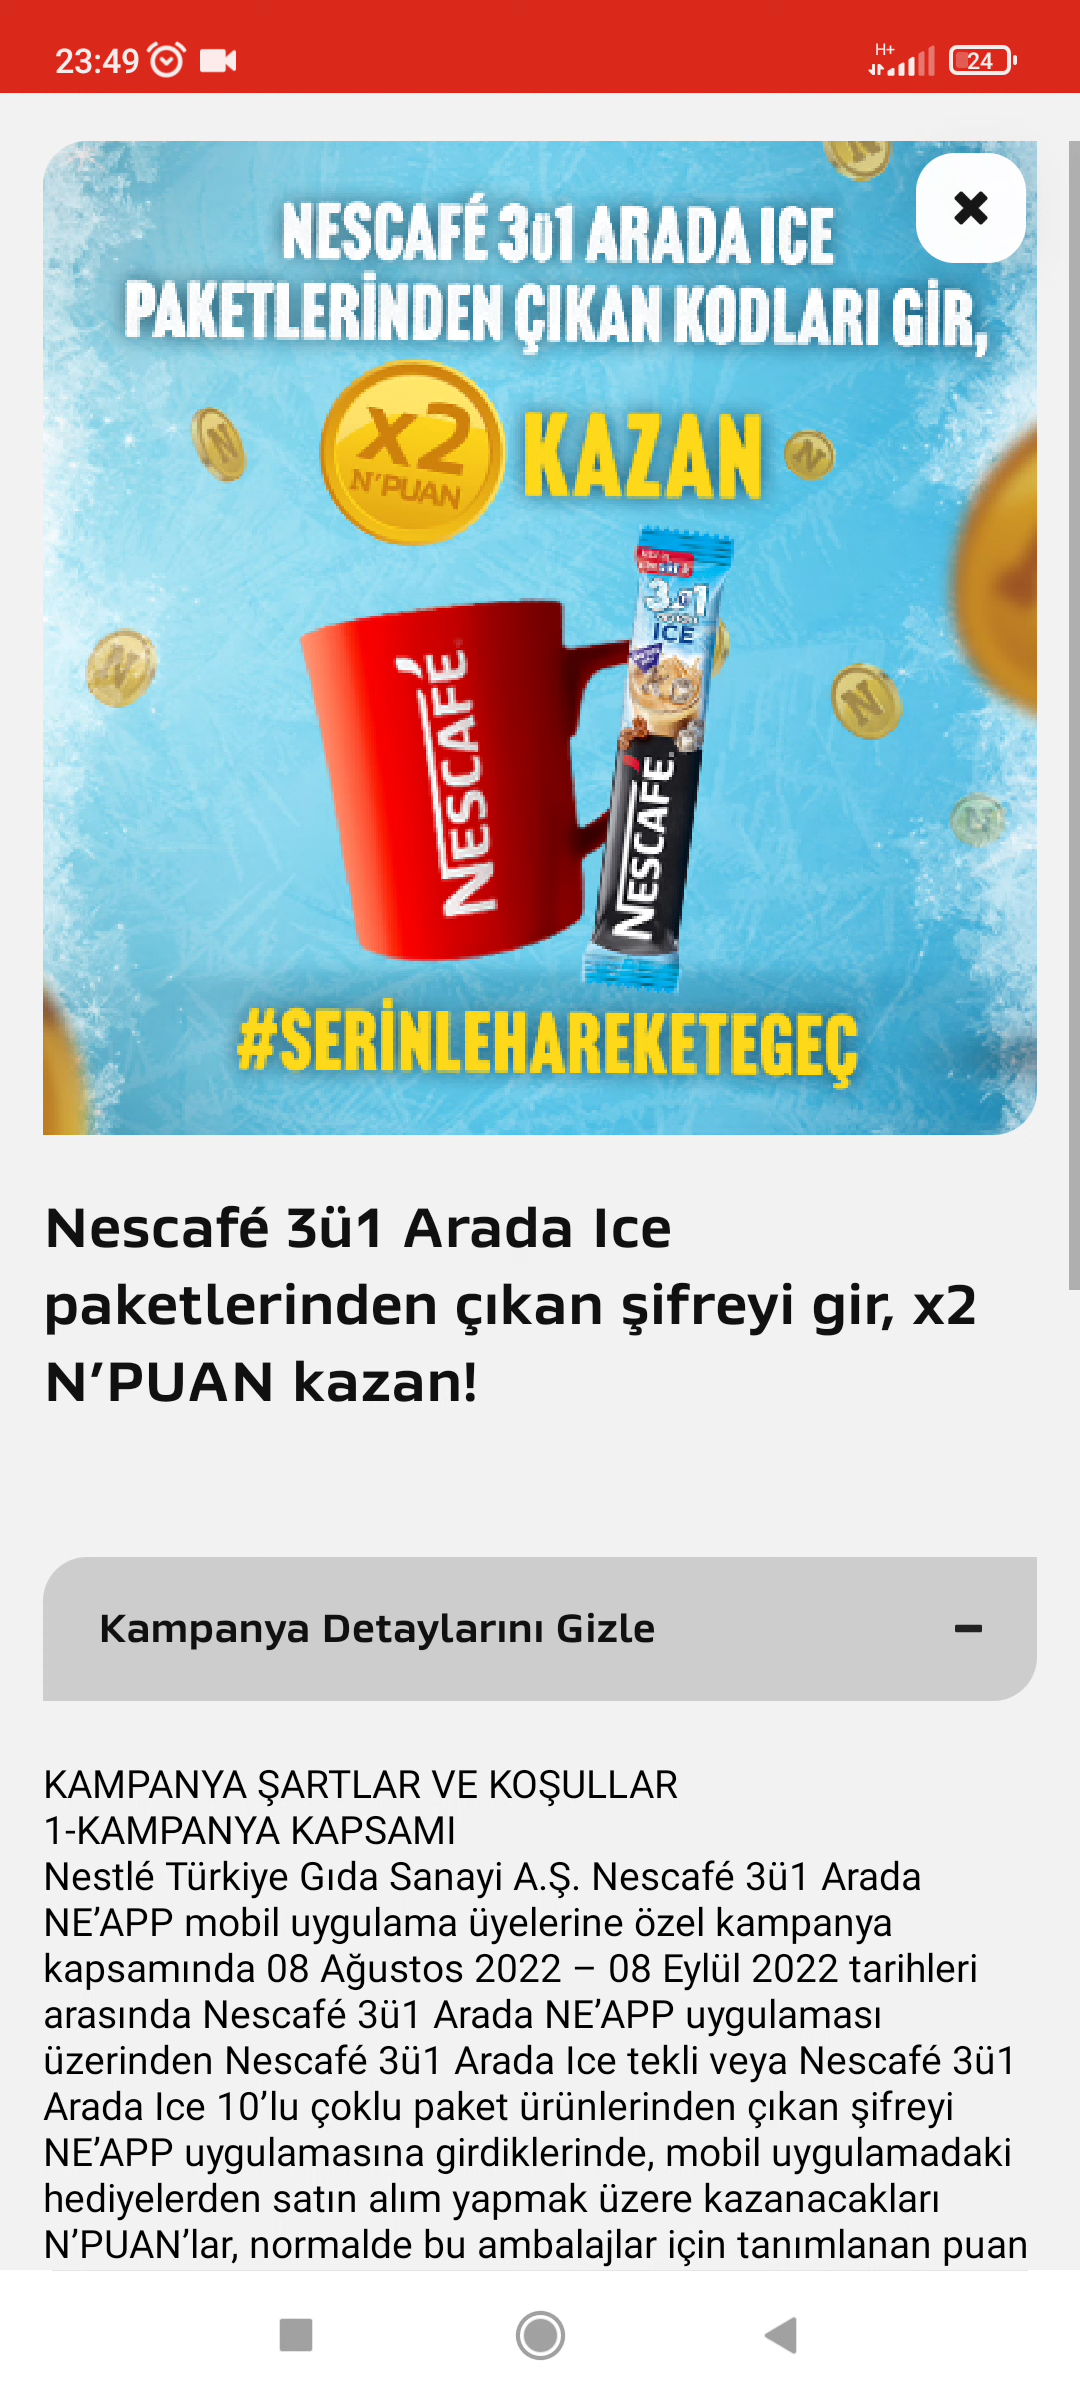 23:49
H+
24
NESCAFÉ 3ü1 ARADA ICE
PAKETLERİNDEN ÇIKAN KODLARI GİR,
x2
N'PUAN
KAZAN
3ü1
ICE
NESCAFÉ
NESCAFÉ
#SERİNLEHAREKETEGEÇ
Nescafé 3ü1 Arada Ice
paketlerinden çıkan şifreyi gir, x2
N’PUAN kazan!
Kampanya Detaylarını Gizle
KAMPANYA ŞARTLAR VE KOŞULLAR
1-KAMPANYA KAPSAMI
Nestlé Türkiye Gıda Sanayi A.Ş. Nescafé 3ü1 Arada
NE’APP mobil uygulama üyelerine özel kampanya
kapsamında 08 Ağustos 2022 – 08 Eylül 2022 tarihleri
arasında Nescafé 3ü1 Arada NE’APP uygulaması
üzerinden Nescafé 3ü1 Arada Ice tekli veya Nescafé 3ü1
Arada Ice 10’lu çoklu paket ürünlerinden çıkan şifreyi
NE’APP uygulamasına girdiklerinde, mobil uygulamadaki
hediyelerden satın alım yapmak üzere kazanacakları
N’PUAN’lar, normalde bu ambalajlar için tanımlanan puan